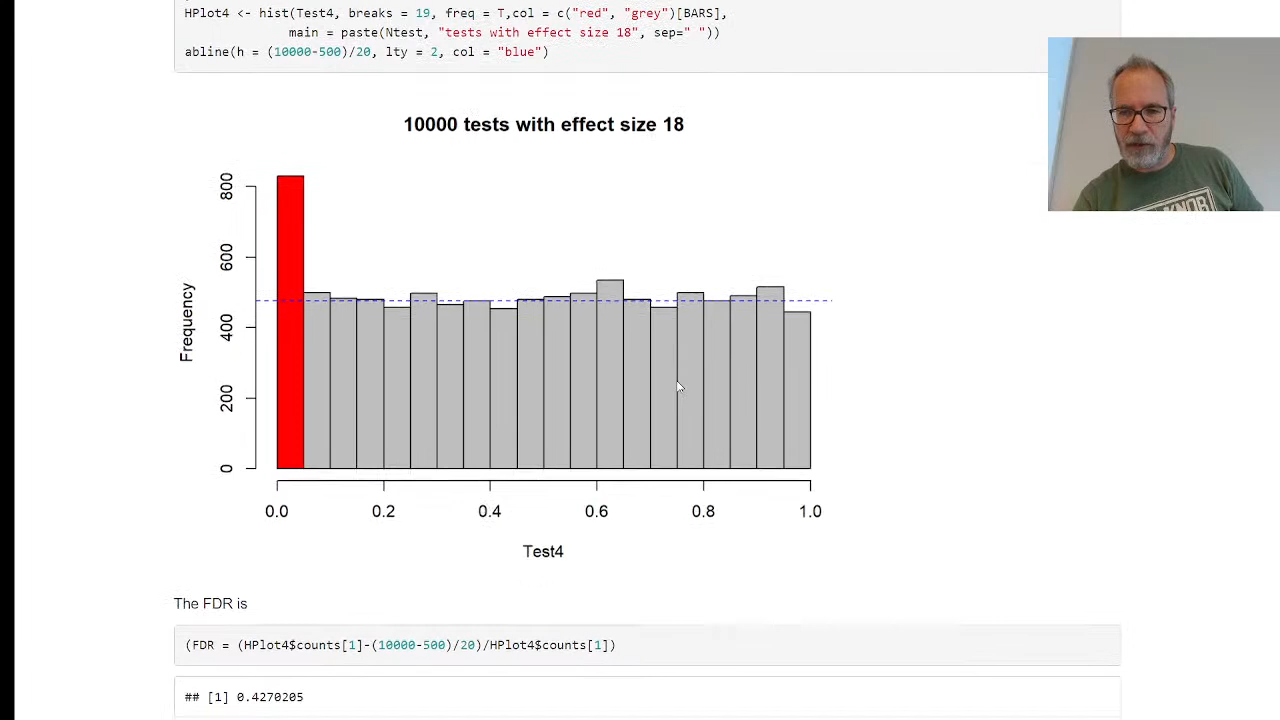 HPlot4 <- hist(Test4, breaks = 19, freq = T,col = c("red", "grey")[BARS],
main = paste(Ntest, "tests with effect size 18", sep=" "))
abline(h = (10000-500)/20, lty = 2, col = "blue")
10000 tests with effect size 18
Frequency
800
600
400
200
0
0.0 0.2 0.4 0.6 0.8 1.0
Test4
The FDR is
(FDR = (HPlot4$counts[1]-(10000-500)/20)/HPlot4$counts[1])
## [1] 0.4270205
KNOB